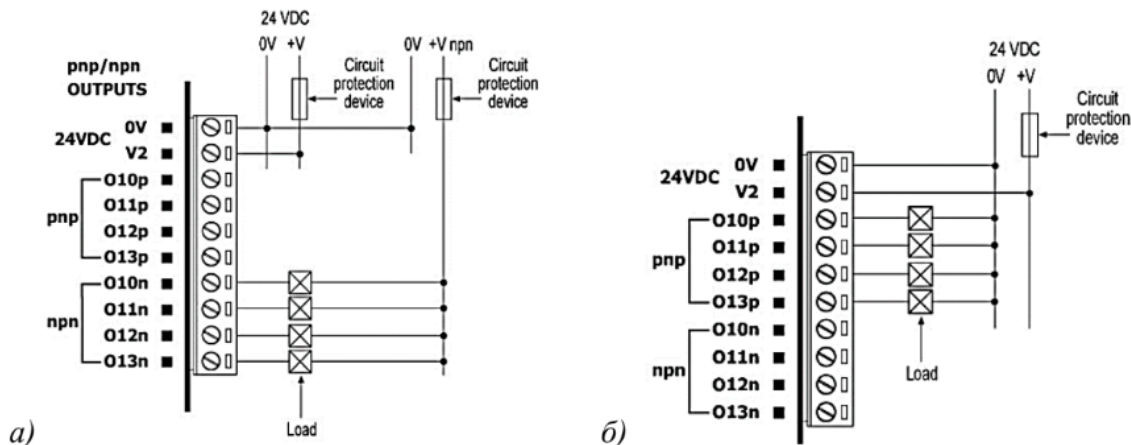 24 VDC
0V +V
0V +V npn
pnp/npn
OUTPUTS
Circuit
protection
device
Circuit
protection
device
24VDC
0V
V2
pnp
O10p
O11p
O12p
O13p
npn
O10n
O11n
O12n
O13n
Load
а)
24 VDC
0V +V
Circuit
protection
device
24VDC
0V
V2
pnp
O10p
O11p
O12p
O13p
npn
O10n
O11n
O12n
O13n
Load
б)